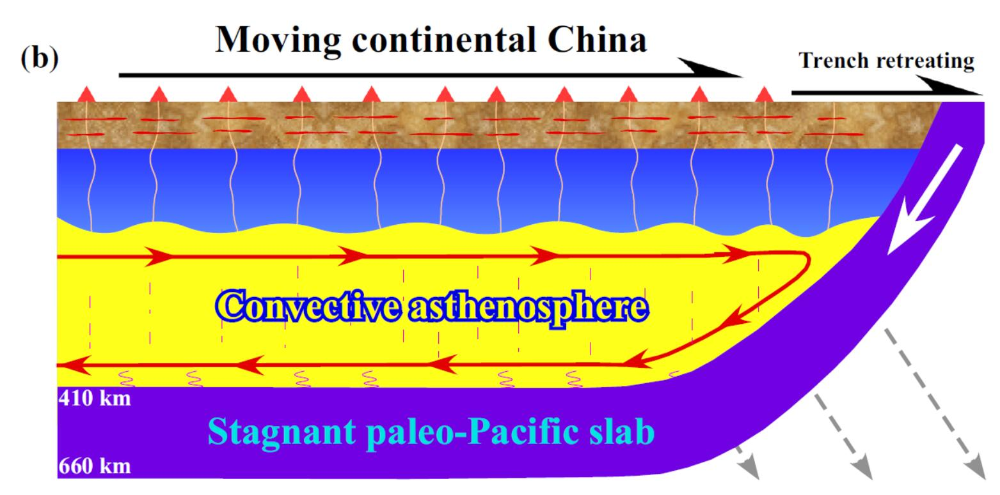 (b)
Moving continental China
Trench retreating
Convective asthenosphere
410 km
Stagnant paleo-Pacific slab
660 km